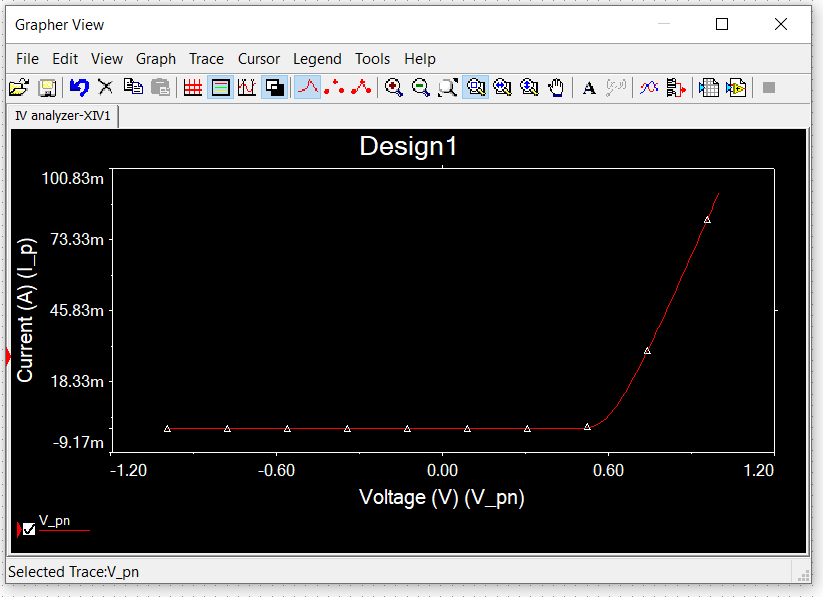 Grapher View
File Edit View Graph Trace Cursor Legend Tools Help
A
IV analyzer-XIV1
Design1
100.83m
73.33m
45.83m
18.33m
-9.17m
Current (A) (I_p)
-1.20 -0.60 0.00 0.60 1.20
Voltage (V) (V_pn)
V_pn
Selected Trace:V_pn